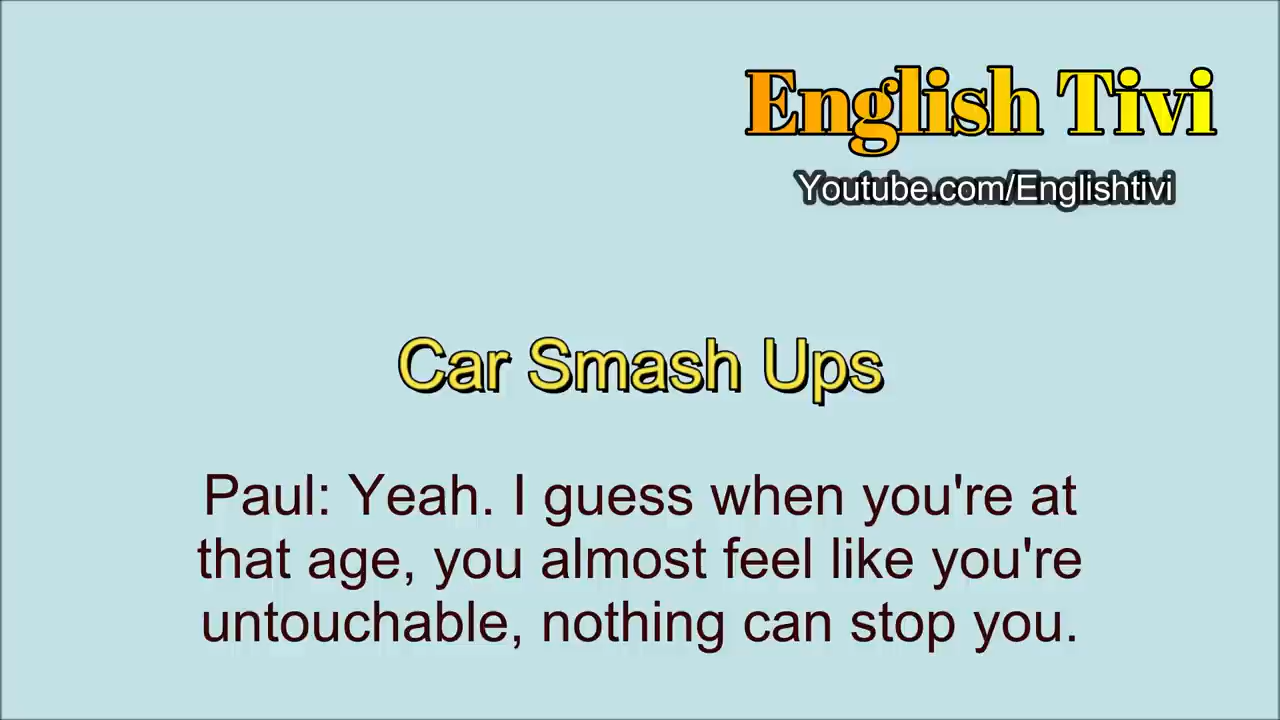 English Tivi
Youtube.com/Englishtivi
Car Smash Ups
Paul: Yeah. I guess when you're at
that age, you almost feel like you're
untouchable, nothing can stop you.